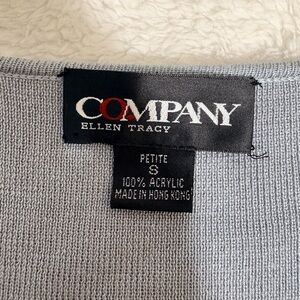 COMPANY
ELLEN TRACY
PETITE
S
100% ACRYLIC
MADE IN HONG KONG